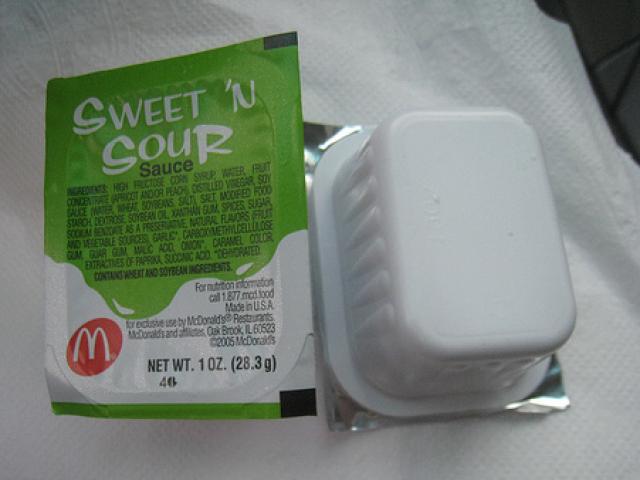 SWEET 'N
SOUR
Sauce
INGREDIENTS: HIGH FRUCTOSE CORN SYRUP, WATER, FRUIT
CONCENTRATE (APRICOT AND/OR PEACH), DISTILLED VINEGAR, SOY
SAUCE (WATER, WHEAT, SOYBEANS, SALT), SALT, MODIFIED FOOD
STARCH, DEXTROSE, SOYBEAN OIL, XANTHAN GUM, SPICES, SUGAR,
SODIUM BENZOATE AS A PRESERVATIVE, NATURAL FLAVORS (FRUIT
AND VEGETABLE SOURCES), GARLIC*, CARBOXYMETHYLCELLULOSE
GUM, GUAR GUM, MALIC ACID, ONION*, CARAMEL COLOR,
EXTRACTIVES OF PAPRIKA, SUCCINIC ACID. *DEHYDRATED.
CONTAINS WHEAT AND SOYBEAN INGREDIENTS.
For nutrition information
call 1.877.mcd.food
Made in U.S.A.
for exclusive use by McDonald's® Restaurants.
McDonald's and affiliates, Oak Brook, IL 60523
©2005 McDonald's
M
NET WT. 1 OZ. (28.3 g)